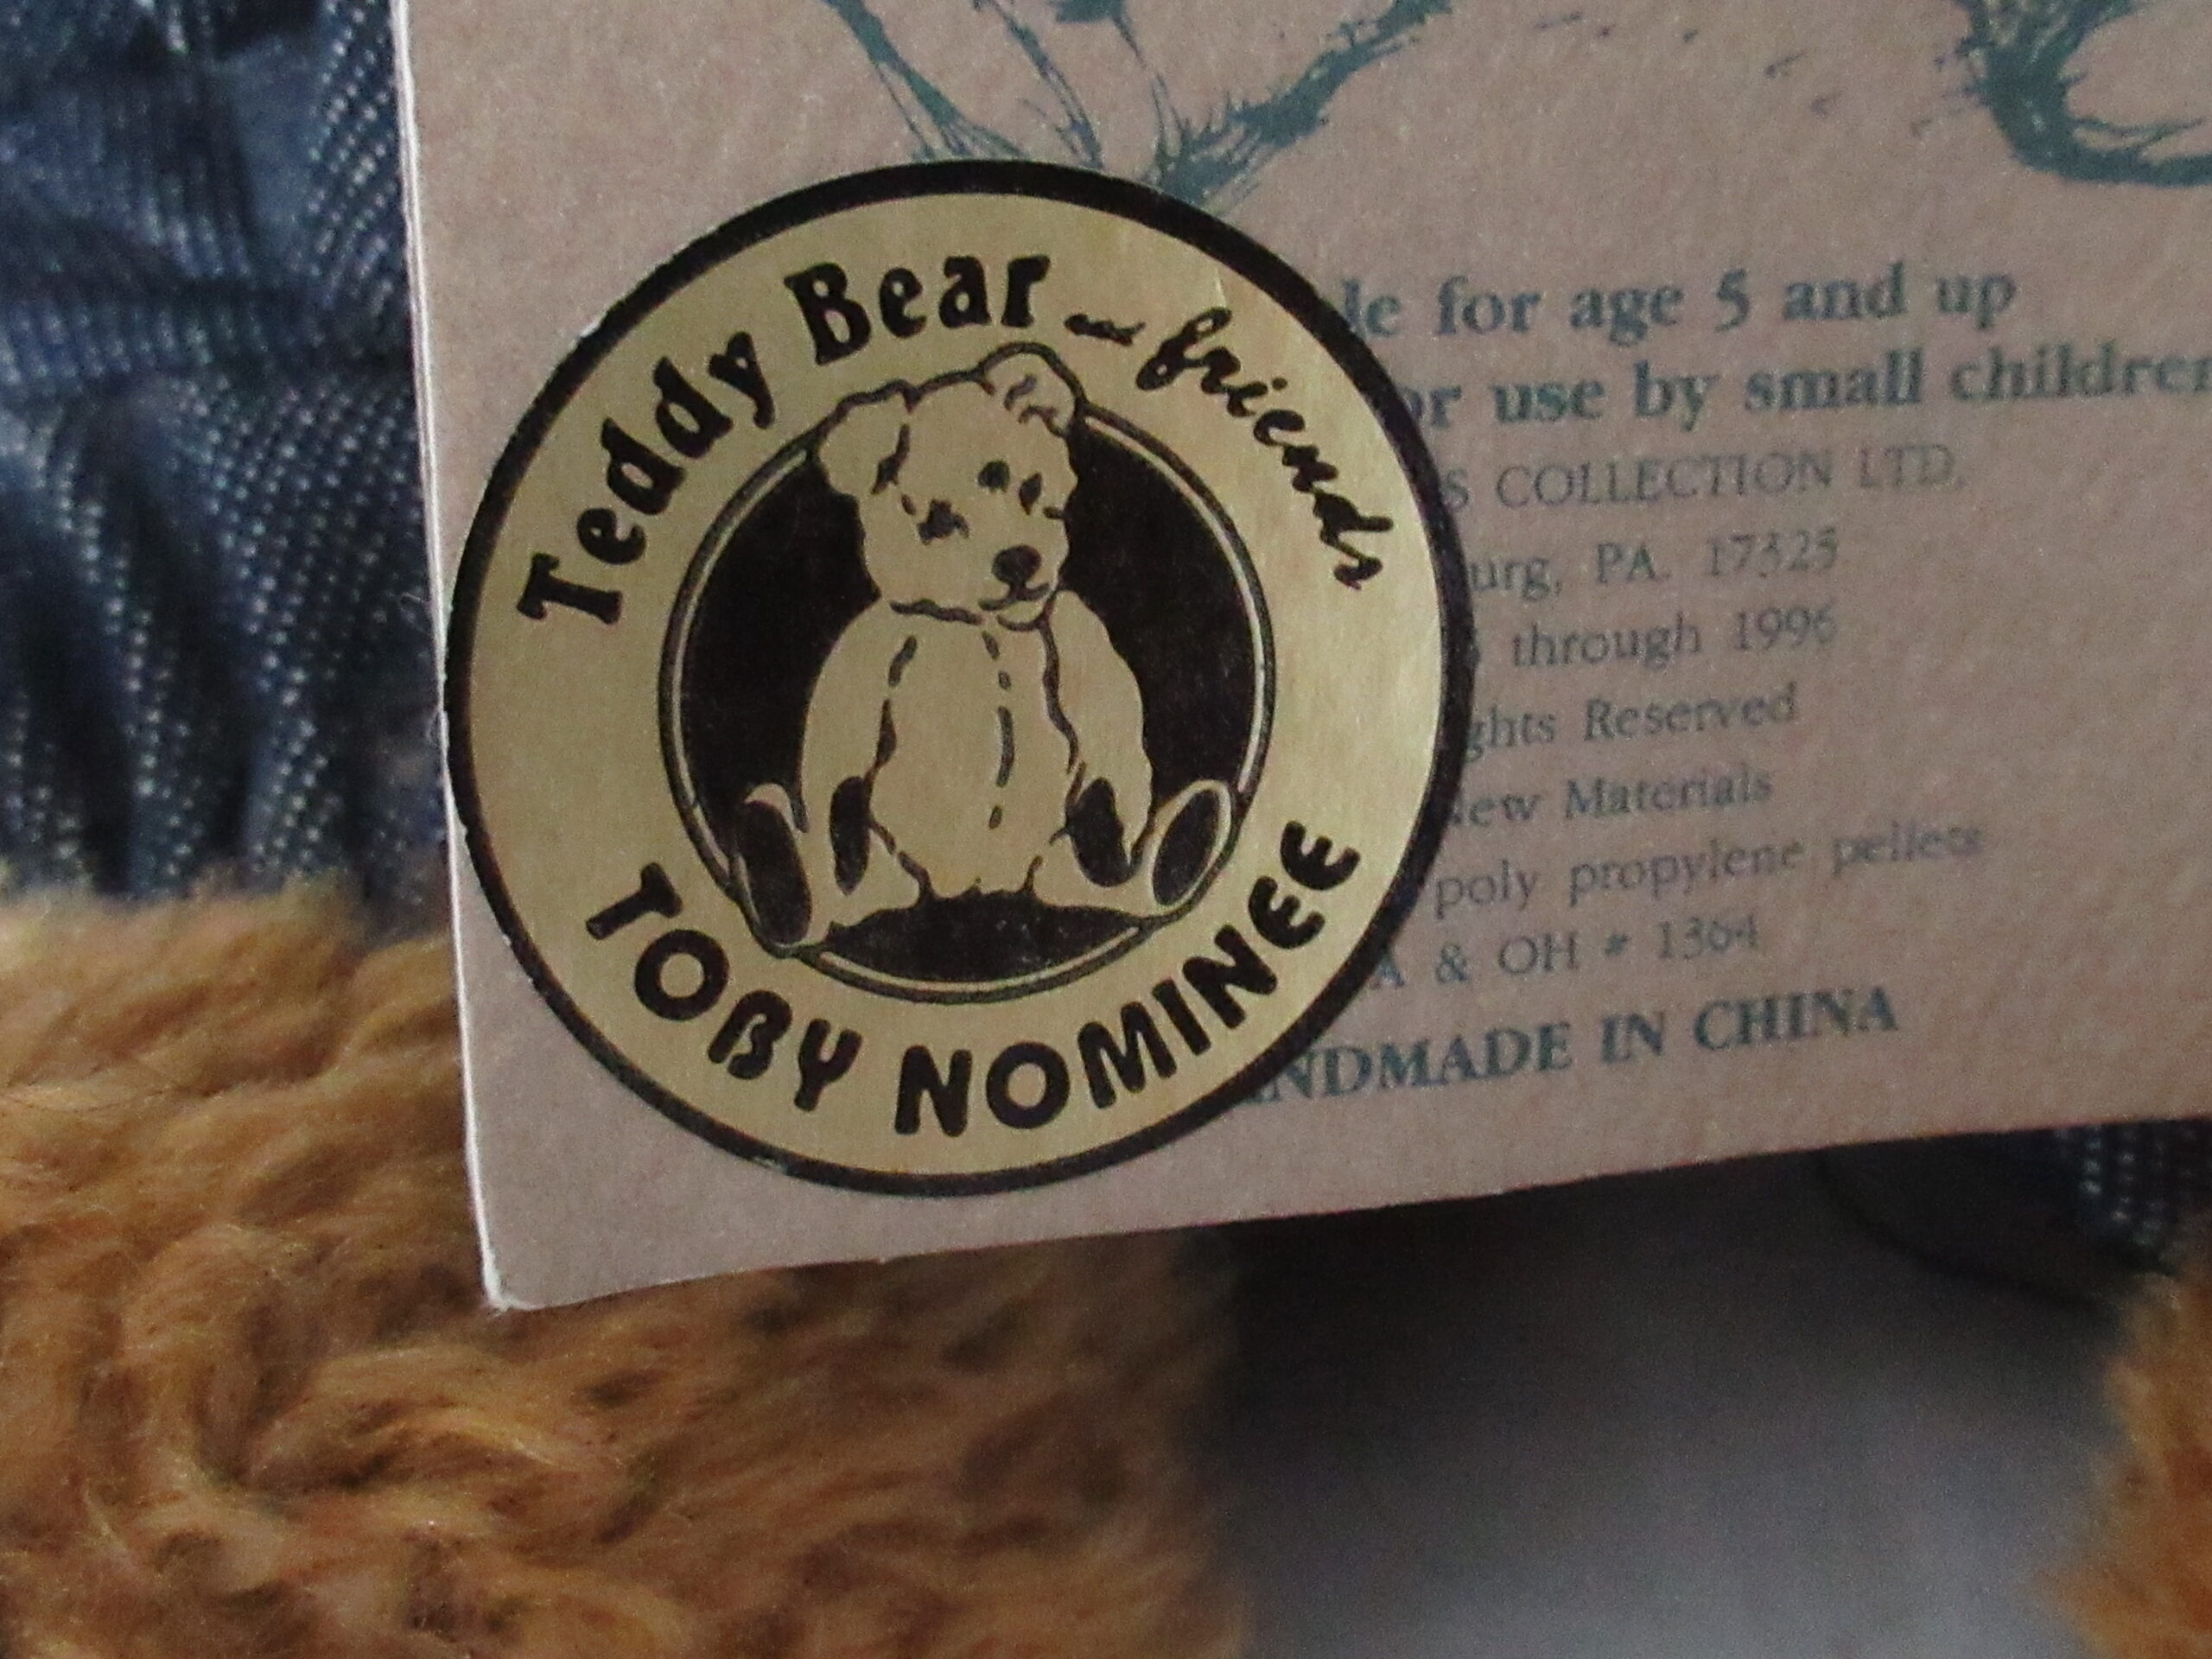 Teddy Bear and friends
TOBY NOMINEE
le for age 5 and up
or use by small children
S COLLECTION LTD.
urg, PA. 17325
through 1996
ghts Reserved
New Materials
poly propylene pellets
A & OH # 1364
NDMADE IN CHINA